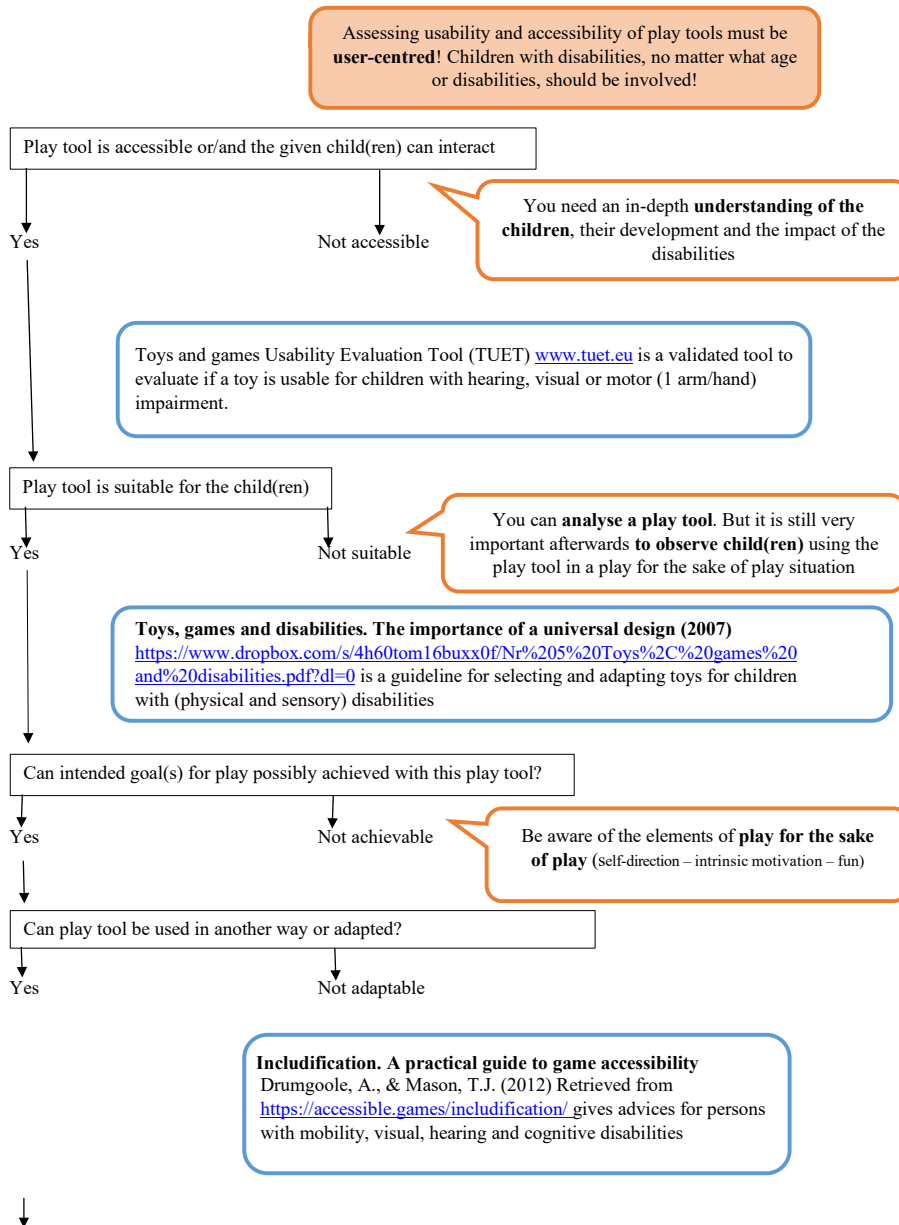 Assessing usability and accessibility of play tools must be
user-centred! Children with disabilities, no matter what age
or disabilities, should be involved!
Play tool is accessible or/and the given child(ren) can interact
You need an in-depth understanding of the
children, their development and the impact of the
disabilities
Yes
Not accessible
Toys and games Usability Evaluation Tool (TUET) www.tuet.eu is a validated tool to
evaluate if a toy is usable for children with hearing, visual or motor (1 arm/hand)
impairment.
Play tool is suitable for the child(ren)
You can analyse a play tool. But it is still very
important afterwards to observe child(ren) using the
play tool in a play for the sake of play situation
Yes
Not suitable
Toys, games and disabilities. The importance of a universal design (2007)
https://www.dropbox.com/s/4h60tom16buxx0f/Nr%205%20Toys%2C%20games%20
and%20disabilities.pdf?dl=0 is a guideline for selecting and adapting toys for children
with (physical and sensory) disabilities
Can intended goal(s) for play possibly achieved with this play tool?
Yes
Not achievable
Be aware of the elements of play for the sake
of play (self-direction – intrinsic motivation – fun)
Can play tool be used in another way or adapted?
Yes
Not adaptable
Includification. A practical guide to game accessibility
Drumgoole, A., & Mason, T.J. (2012) Retrieved from
https://accessible.games/includification/ gives advices for persons
with mobility, visual, hearing and cognitive disabilities